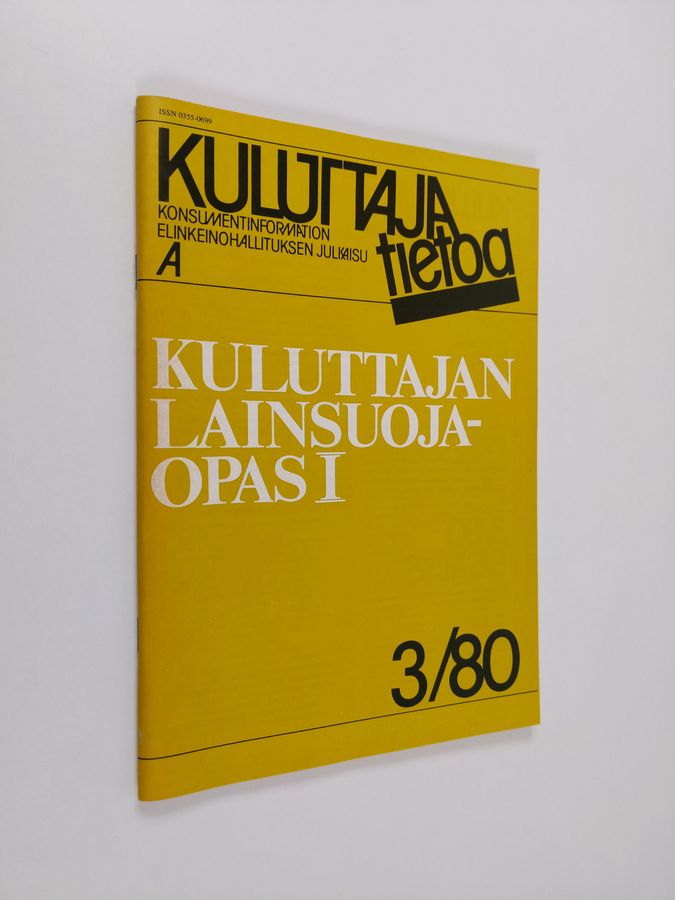 ISSN 0355-0699
KULUTTAJA
tietoa
KONSUMENTINFORMATION
ELINKEINOHALLITUKSEN JULKAISU
A
KULUTTAJAN
LAINSUOJA-
OPAS I
3/80